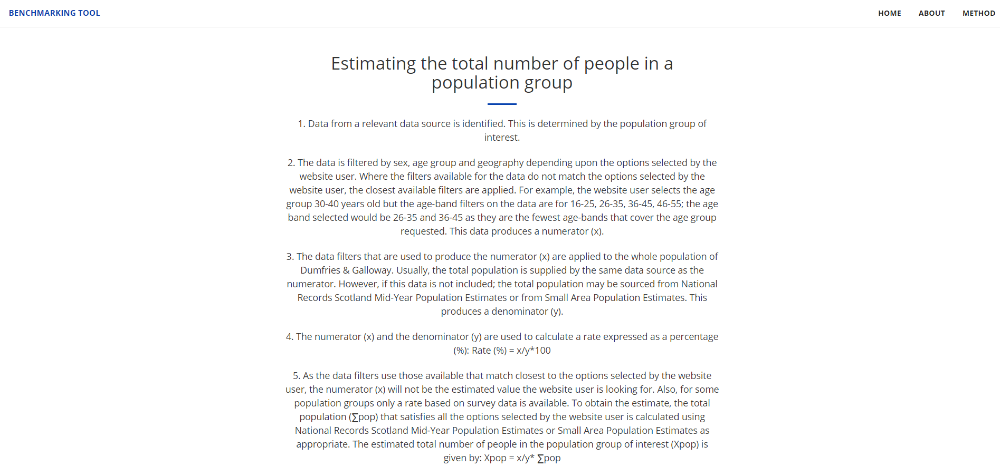 BENCHMARKING TOOL
HOME ABOUT METHOD
Estimating the total number of people in a
population group
1. Data from a relevant data source is identified. This is determined by the population group of
interest.
2. The data is filtered by sex, age group and geography depending upon the options selected by the
website user. Where the filters available for the data do not match the options selected by the
website user, the closest available filters are applied. For example, the website user selects the age
group 30-40 years old but the age-band filters on the data are for 16-25, 26-35, 36-45, 46-55; the age
band selected would be 26-35 and 36-45 as they are the fewest age-bands that cover the age group
requested. This data produces a numerator (x).
3. The data filters that are used to produce the numerator (x) are applied to the whole population of
Dumfries & Galloway. Usually, the total population is supplied by the same data source as the
numerator. However, if this data is not included; the total population may be sourced from National
Records Scotland Mid-Year Population Estimates or from Small Area Population Estimates. This
produces a denominator (y).
4. The numerator (x) and the denominator (y) are used to calculate a rate expressed as a percentage
(%): Rate (%) = x/y*100
5. As the data filters use those available that match closest to the options selected by the website
user, the numerator (x) will not be the estimated value the website user is looking for. Also, for some
population groups only a rate based on survey data is available. To obtain the estimate, the total
population (∑pop) that satisfies all the options selected by the website user is calculated using
National Records Scotland Mid-Year Population Estimates or Small Area Population Estimates as
appropriate. The estimated total number of people in the population group of interest (Xpop) is
given by: Xpop = x/y* ∑pop